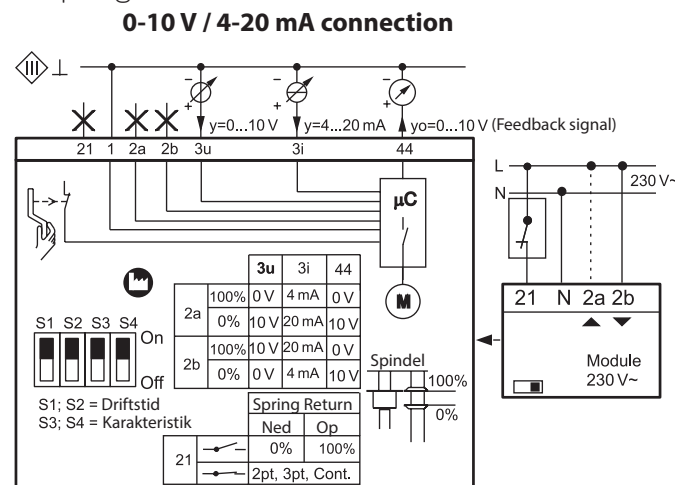 0-10 V / 4-20 mA connection
III
− − −
+ + +
y=0...10 V y=4...20 mA yo=0...10 V (Feedback signal)
21 1 2a 2b 3u 3i 44
L
N
230 V~
µC
M
3u 3i 44
2a 100% 0 V 4 mA 0 V
0% 10 V 20 mA 10 V
2b 100% 10 V 20 mA 0 V
0% 0 V 4 mA 10 V
S1 S2 S3 S4
On
Off
S1; S2 = Driftstid
S3; S4 = Karakteristik
Spindel
100%
0%
Spring Return
Ned Op
21 0% 100%
2pt, 3pt, Cont.
21 N 2a 2b
Module
230 V~